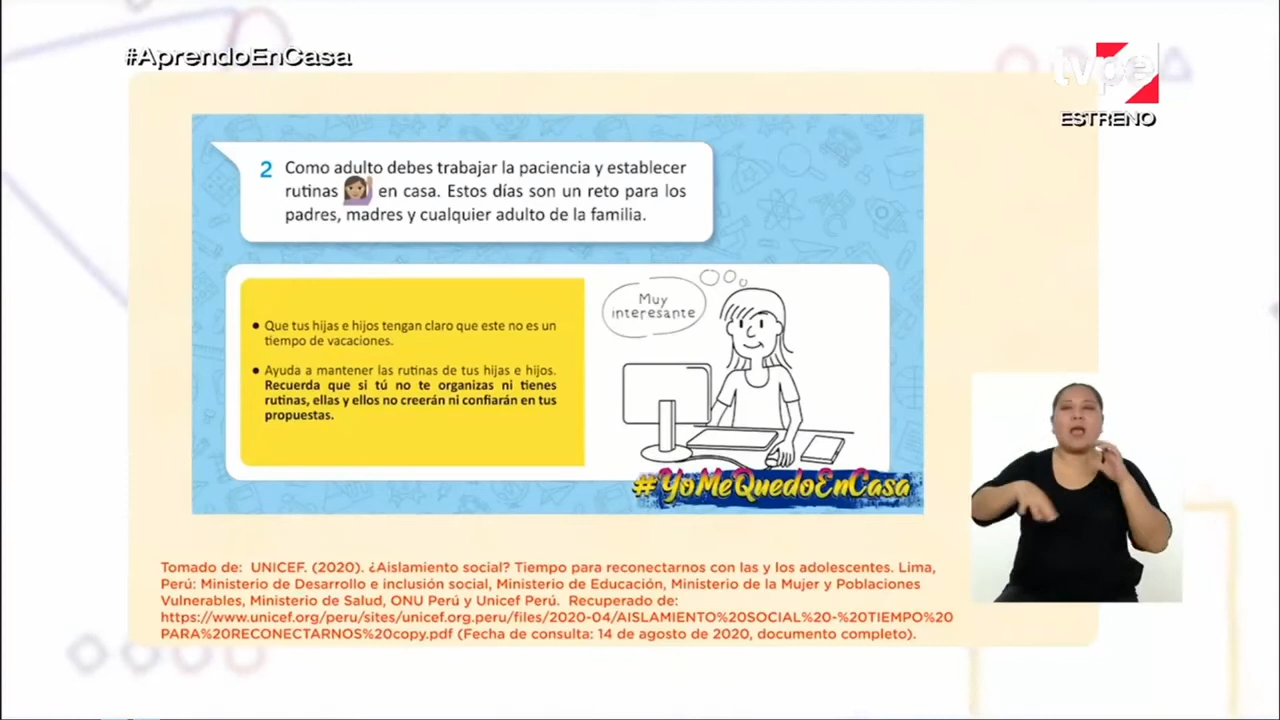 #AprendoEnCasa
tvpe
ESTRENO
2 Como adulto debes trabajar la paciencia y establecer
rutinas en casa. Estos días son un reto para los
padres, madres y cualquier adulto de la familia.
● Que tus hijas e hijos tengan claro que este no es un
tiempo de vacaciones.
● Ayuda a mantener las rutinas de tus hijas e hijos.
Recuerda que si tú no te organizas ni tienes
rutinas, ellas y ellos no creerán ni confiarán en tus
propuestas.
Muy
interesante
#YoMeQuedoEnCasa
Tomado de: UNICEF. (2020). ¿Aislamiento social? Tiempo para reconectarnos con las y los adolescentes. Lima,
Perú: Ministerio de Desarrollo e inclusión social, Ministerio de Educación, Ministerio de la Mujer y Poblaciones
Vulnerables, Ministerio de Salud, ONU Perú y Unicef Perú. Recuperado de:
https://www.unicef.org/peru/sites/unicef.org.peru/files/2020-04/AISLAMIENTO%20SOCIAL%20-%20TIEMPO%20
PARA%20RECONECTARNOS%20copy.pdf (Fecha de consulta: 14 de agosto de 2020, documento completo).